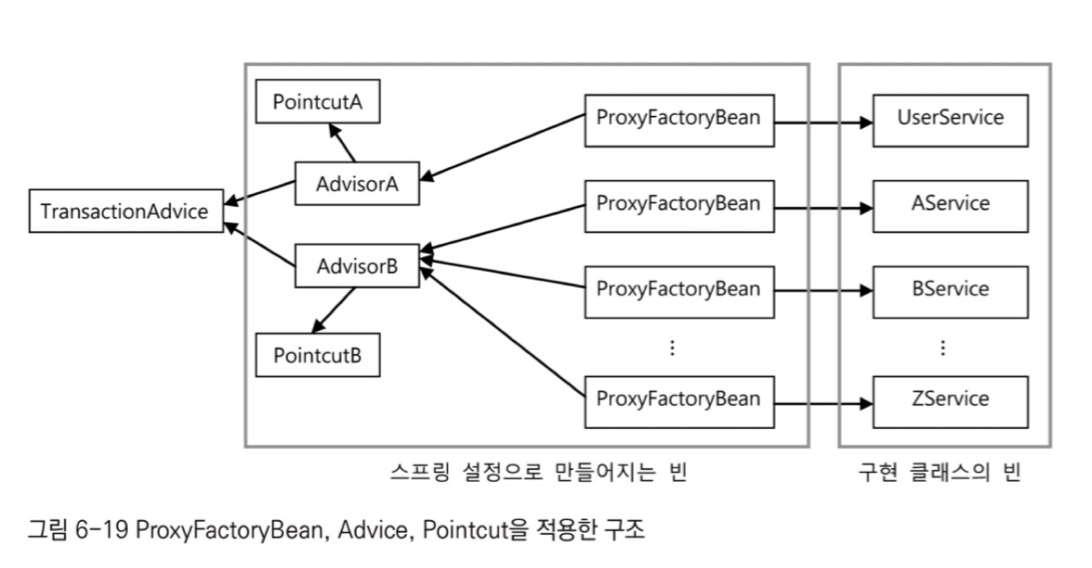 PointcutA
ProxyFactoryBean
UserService
AdvisorA
TransactionAdvice
ProxyFactoryBean
AService
AdvisorB
ProxyFactoryBean
BService
PointcutB
⋮
⋮
ProxyFactoryBean
ZService
스프링 설정으로 만들어지는 빈
구현 클래스의 빈
그림 6-19 ProxyFactoryBean, Advice, Pointcut을 적용한 구조